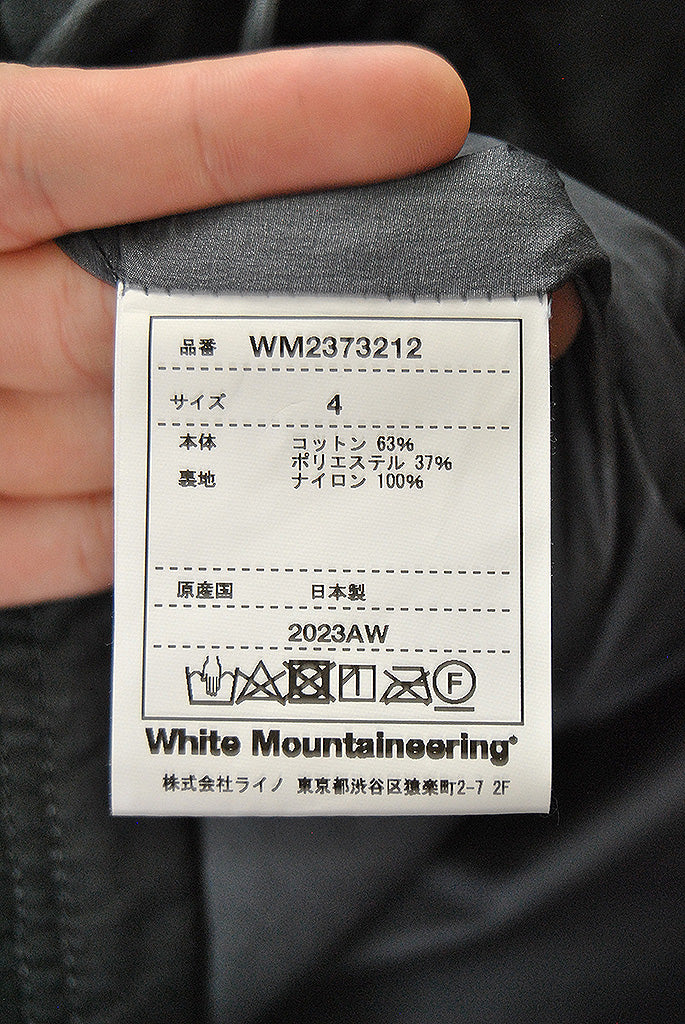 品番 WM2373212
サイズ 4
本体 コットン 63%
ポリエステル 37%
裏地 ナイロン 100%
原産国 日本製
2023AW
F
White Mountaineering®
株式会社ライノ 東京都渋谷区猿楽町2-7 2F